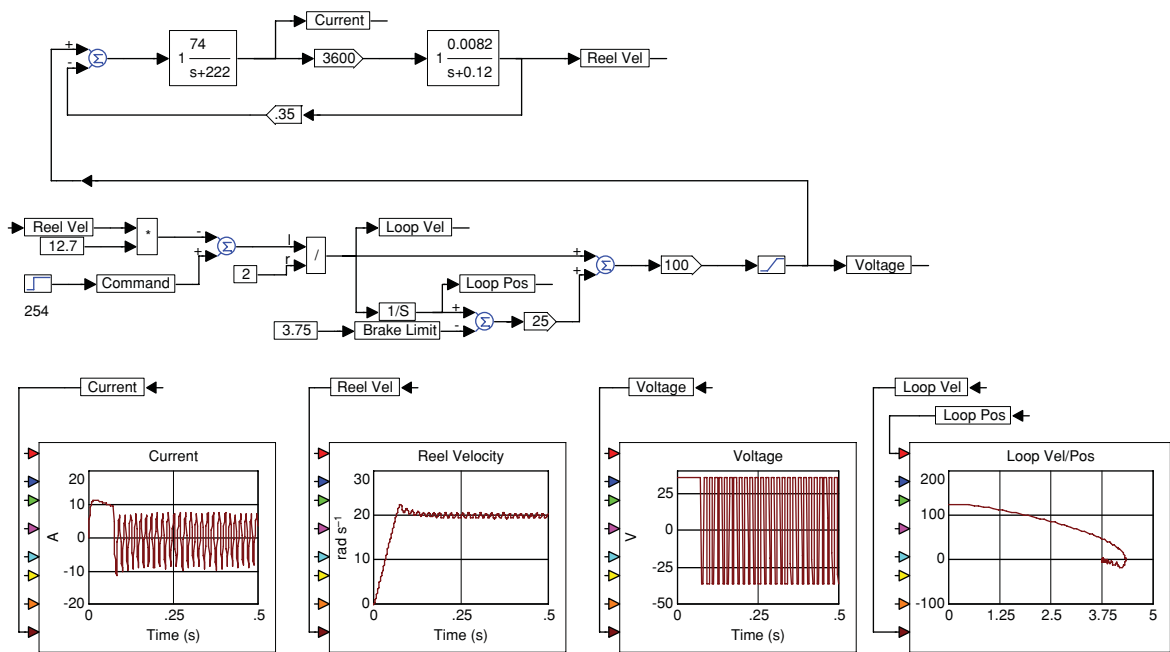 Current
+
-
Σ
1
74
s+222
3600
1
0.0082
s+0.12
Reel Vel
.35
Reel Vel
12.7
*
-
+
Σ
l
r
/
2
Command
254
Loop Vel
Loop Pos
1/S
3.75
Brake Limit
+
-
Σ
25
+
+
Σ
100
Voltage
Current
Reel Vel
Voltage
Loop Vel
Loop Pos
Current
20
10
0
-10
-20
A
0
.25
.5
Time (s)
Reel Velocity
30
20
10
0
rad s⁻¹
0
.25
.5
Time (s)
Voltage
25
0
-25
-50
V
0
.25
.5
Time (s)
Loop Vel/Pos
200
100
0
-100
0
1.25
2.5
3.75
5